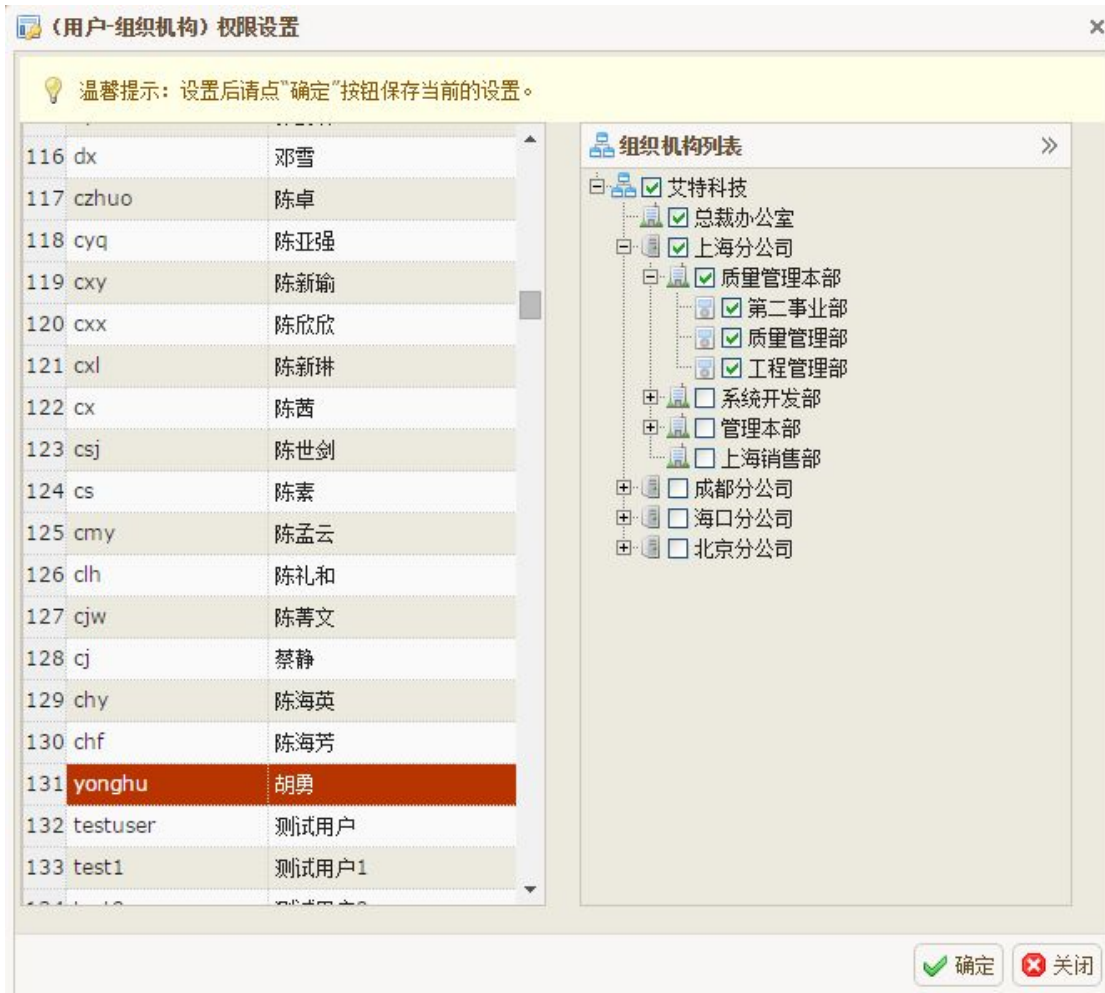 （用户-组织机构）权限设置
温馨提示：设置后请点"确定"按钮保存当前的设置。
116 dx 邓雪
117 czhuo 陈卓
118 cyq 陈亚强
119 cxy 陈新瑜
120 cxx 陈欣欣
121 cxl 陈新琳
122 cx 陈茜
123 csj 陈世剑
124 cs 陈素
125 cmy 陈孟云
126 clh 陈礼和
127 cjw 陈菁文
128 cj 蔡静
129 chy 陈海英
130 chf 陈海芳
131 yonghu 胡勇
132 testuser 测试用户
133 test1 测试用户1
组织机构列表
艾特科技
总裁办公室
上海分公司
质量管理本部
第二事业部
质量管理部
工程管理部
系统开发部
管理本部
上海销售部
成都分公司
海口分公司
北京分公司
确定 关闭